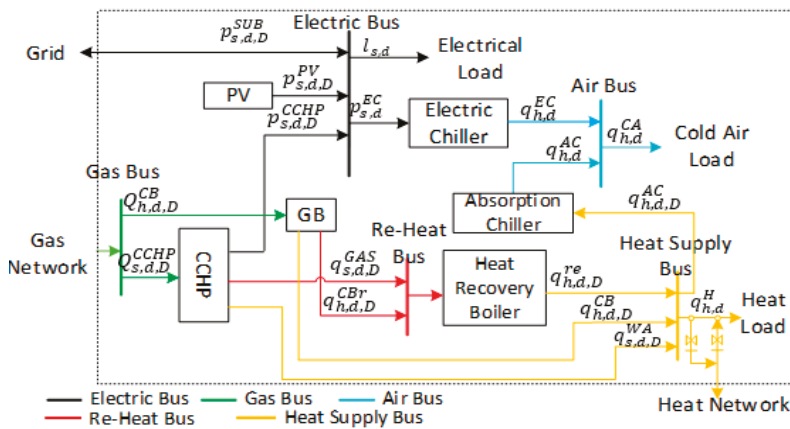 Electric Bus
Grid
p_{s,d,D}^{SUB}
l_{s,d}
Electrical
Load
PV
p_{s,d,D}^{PV}
p_{s,d}^{EC}
Electric
Chiller
q_{h,d}^{EC}
Air Bus
q_{h,d}^{CA}
Cold Air
Load
p_{s,d,D}^{CCHP}
q_{h,d}^{AC}
Gas Bus
Q_{h,d,D}^{CB}
GB
Absorption
Chiller
q_{h,d,D}^{AC}
Gas
Network
Q_{s,d,D}^{CCHP}
CCHP
Re-Heat
Bus
q_{s,d,D}^{GAS}
q_{h,d,D}^{CBr}
Heat
Recovery
Boiler
q_{h,d,D}^{re}
Heat Supply
Bus
q_{h,d,D}^{CB}
q_{s,d,D}^{WA}
q_{h,d}^{H}
Heat
Load
Heat Network
Electric Bus
Gas Bus
Air Bus
Re-Heat Bus
Heat Supply Bus